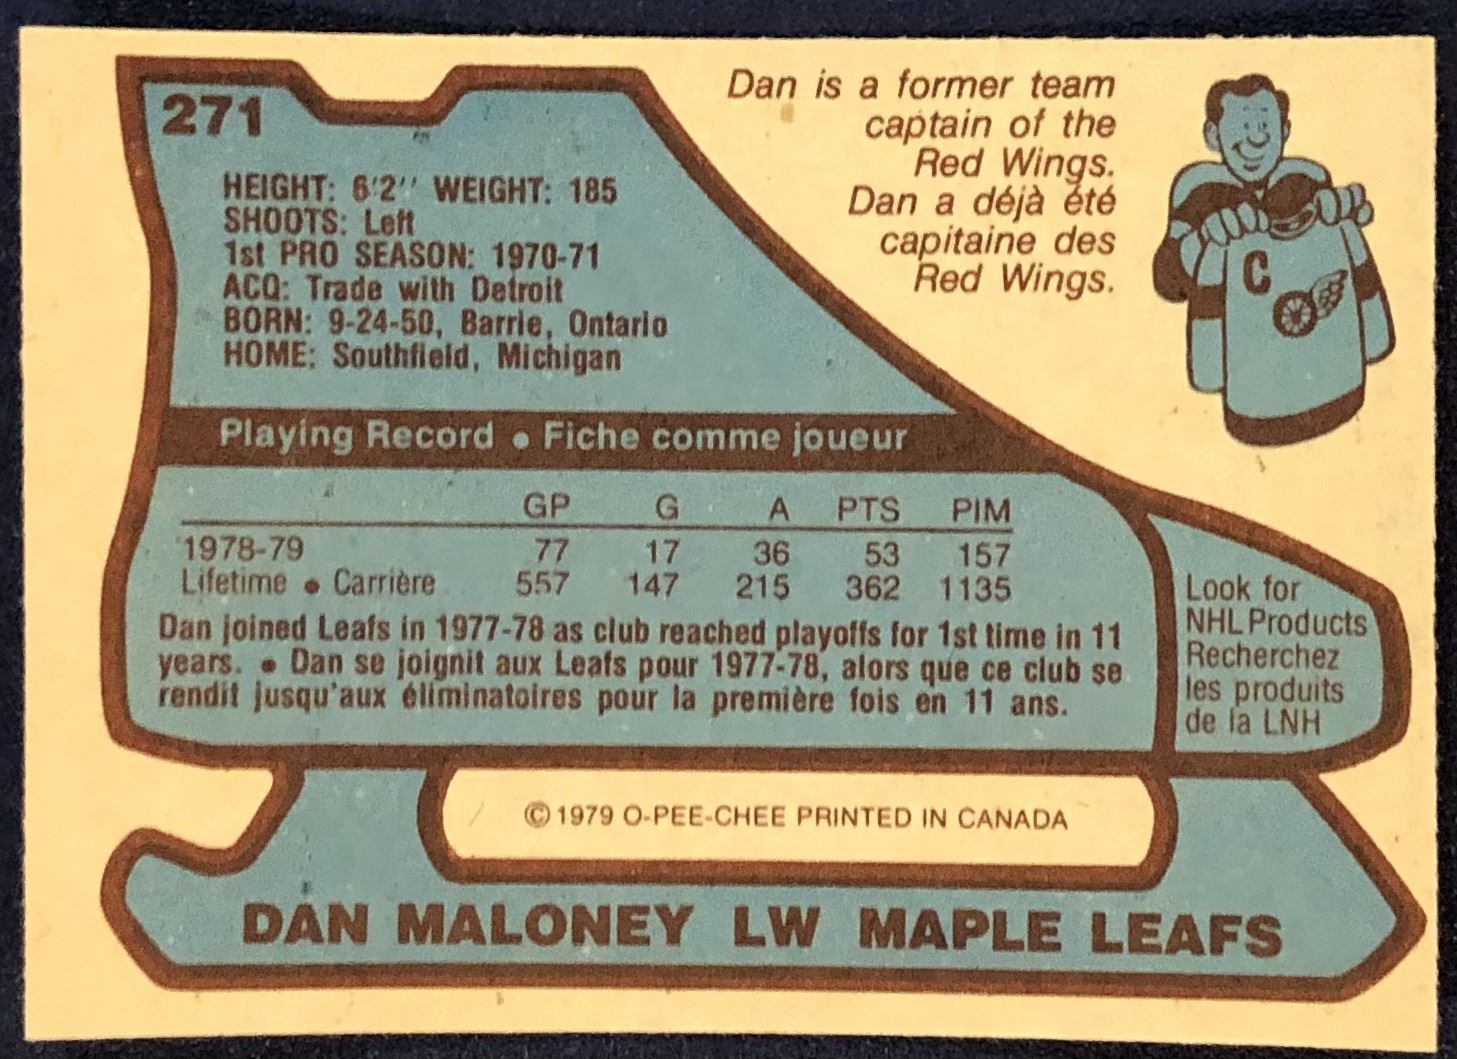 271
HEIGHT: 6'2'' WEIGHT: 185
SHOOTS: Left
1st PRO SEASON: 1970-71
ACQ: Trade with Detroit
BORN: 9-24-50, Barrie, Ontario
HOME: Southfield, Michigan
Dan is a former team
captain of the
Red Wings.
Dan a déjà été
capitaine des
Red Wings.
C
Playing Record • Fiche comme joueur
GP G A PTS PIM
1978-79 77 17 36 53 157
Lifetime • Carrière 557 147 215 362 1135
Dan joined Leafs in 1977-78 as club reached playoffs for 1st time in 11
years. • Dan se joignit aux Leafs pour 1977-78, alors que ce club se
rendit jusqu'aux éliminatoires pour la première fois en 11 ans.
Look for
NHL Products
Recherchez
les produits
de la LNH
© 1979 O-PEE-CHEE PRINTED IN CANADA
DAN MALONEY LW MAPLE LEAFS